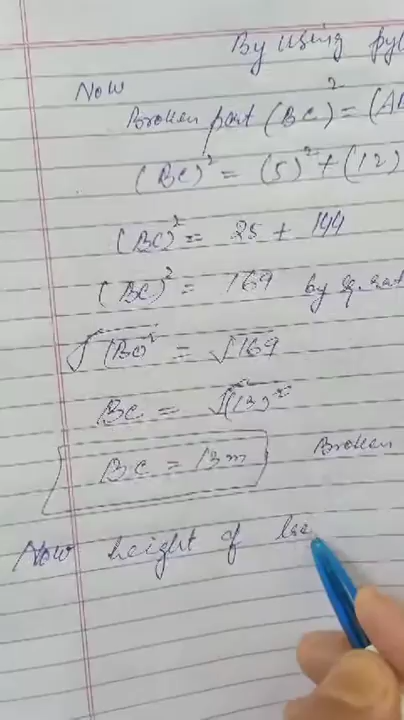 By using
Now
Broken part (BC)² = (A
(BC)² = (5)² + (12)
(BC)² = 25 + 144
(BC)² = 169 by
√(BC)² = √169
BC = √(13)²
BC = 13m Broken
Now height of